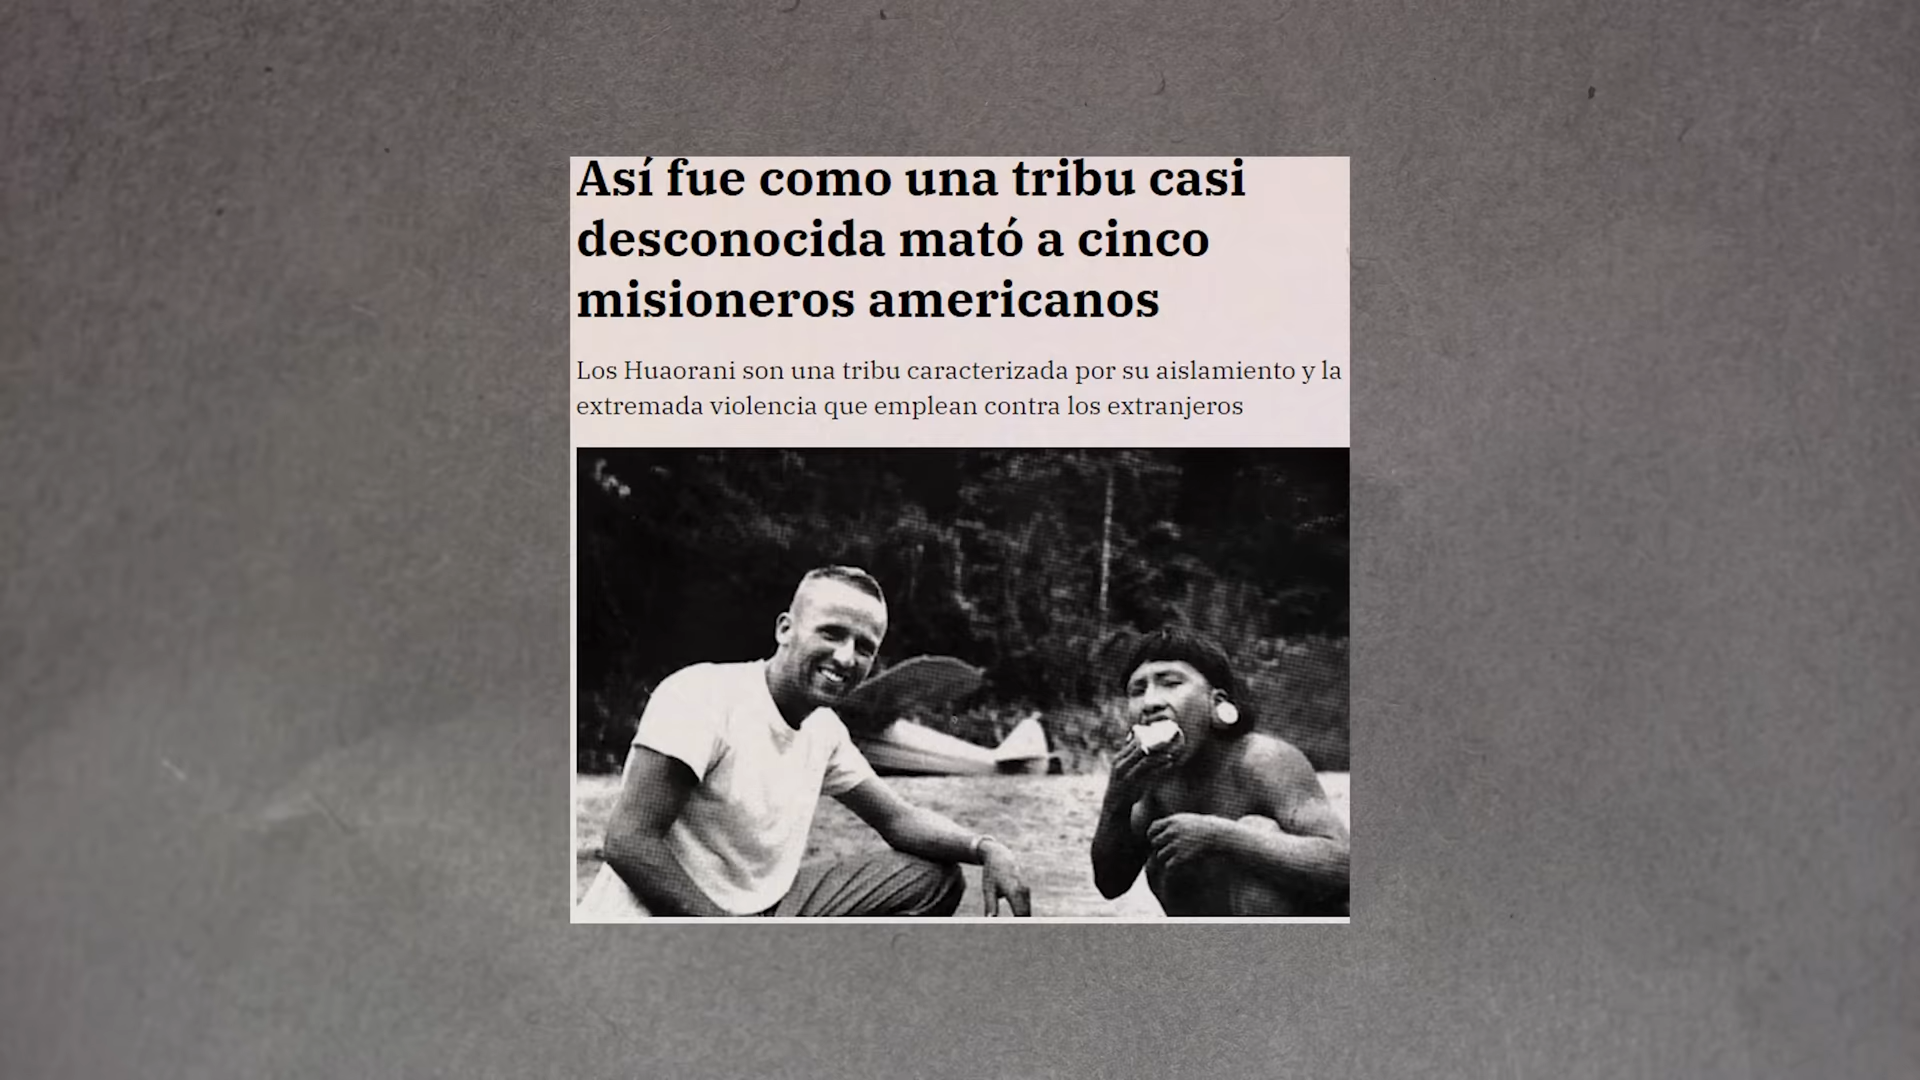 Así fue como una tribu casi
desconocida mató a cinco
misioneros americanos
Los Huaorani son una tribu caracterizada por su aislamiento y la
extremada violencia que emplean contra los extranjeros